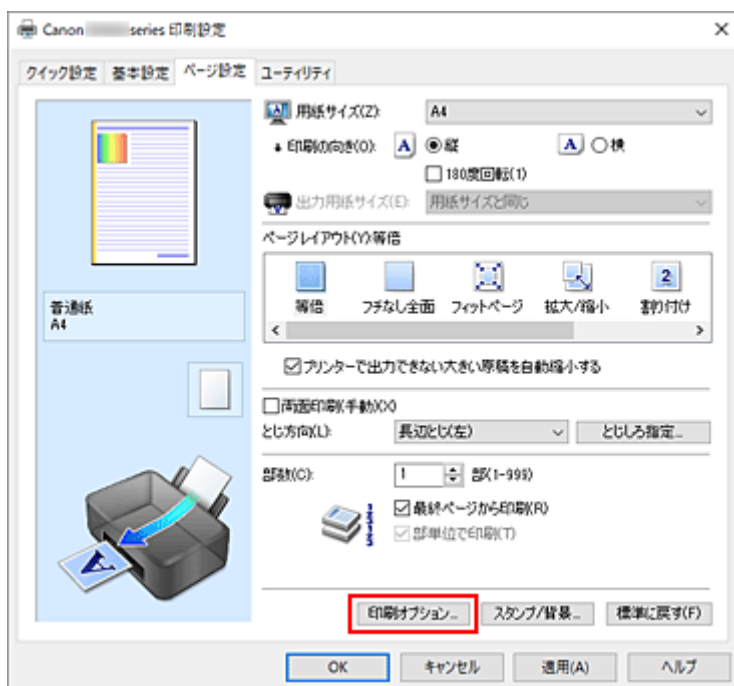 Canon series 印刷設定
クイック設定 基本設定 ページ設定 ユーティリティ
用紙サイズ(Z): A4
印刷の向き(O): A 縦 A 横
180度回転(1)
出力用紙サイズ(E): 用紙サイズと同じ
ページレイアウト(Y):等倍
等倍 フチなし全面 フィットページ 拡大/縮小 2 割り付け
普通紙
A4
プリンターで出力できない大きい原稿を自動縮小する
両面印刷(手動)(X)
とじ方向(L): 長辺とじ(左) とじしろ指定...
部数(C): 1 部(1-999)
最終ページから印刷(R)
部単位で印刷(T)
印刷オプション... スタンプ/背景... 標準に戻す(F)
OK キャンセル 適用(A) ヘルプ